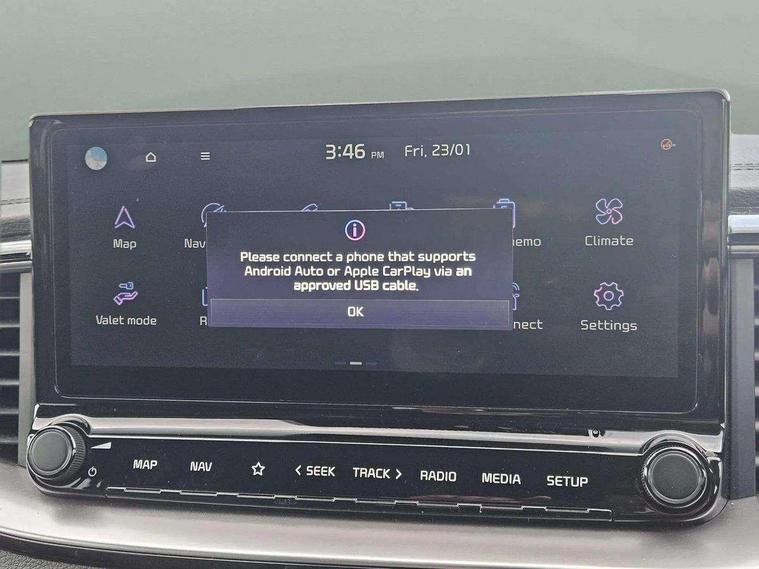 3:46 PM Fri, 23/01
Map
Climate
Please connect a phone that supports
Android Auto or Apple CarPlay via an
approved USB cable.
OK
Valet mode
Settings
MAP NAV SEEK TRACK RADIO MEDIA SETUP